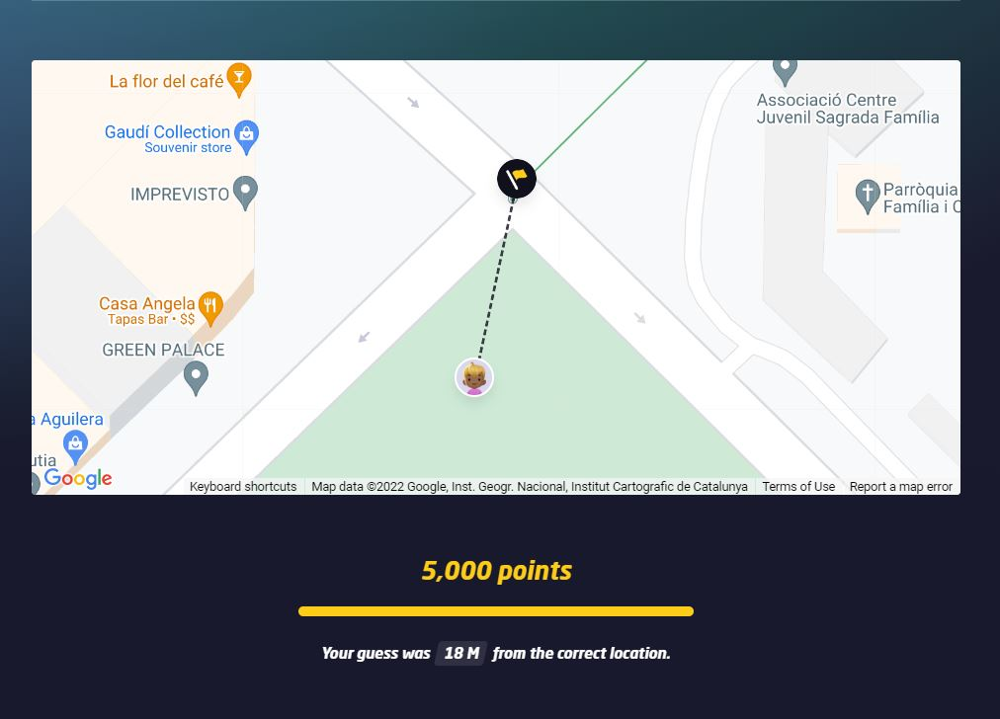 La flor del café
Gaudí Collection
Souvenir store
IMPREVISTO
Casa Angela
Tapas Bar • $$
GREEN PALACE
a Aguilera
utia
Google
Associació Centre
Juvenil Sagrada Família
Parròquia
Família i C
Keyboard shortcuts
Map data ©2022 Google, Inst. Geogr. Nacional, Institut Cartografic de Catalunya
Terms of Use
Report a map error
5,000 points
Your guess was 18 M from the correct location.